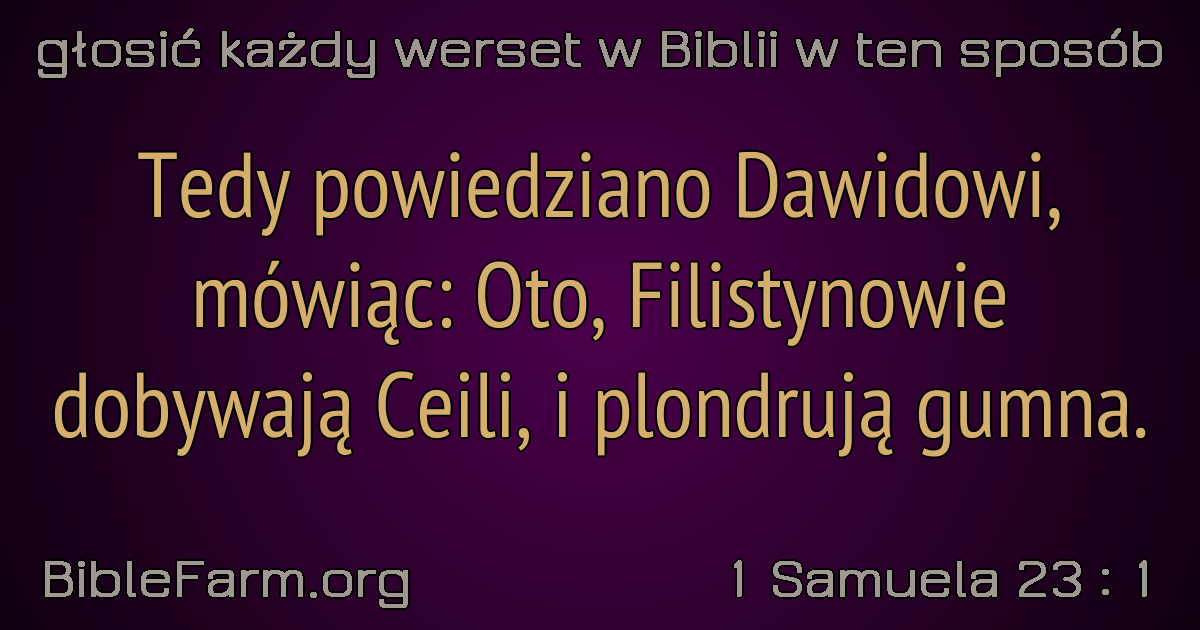 głosić każdy werset w Biblii w ten sposób
Tedy powiedziano Dawidowi,
mówiąc: Oto, Filistynowie
dobywają Ceili, i plondrują gumna.
BibleFarm.org
1 Samuela 23 : 1